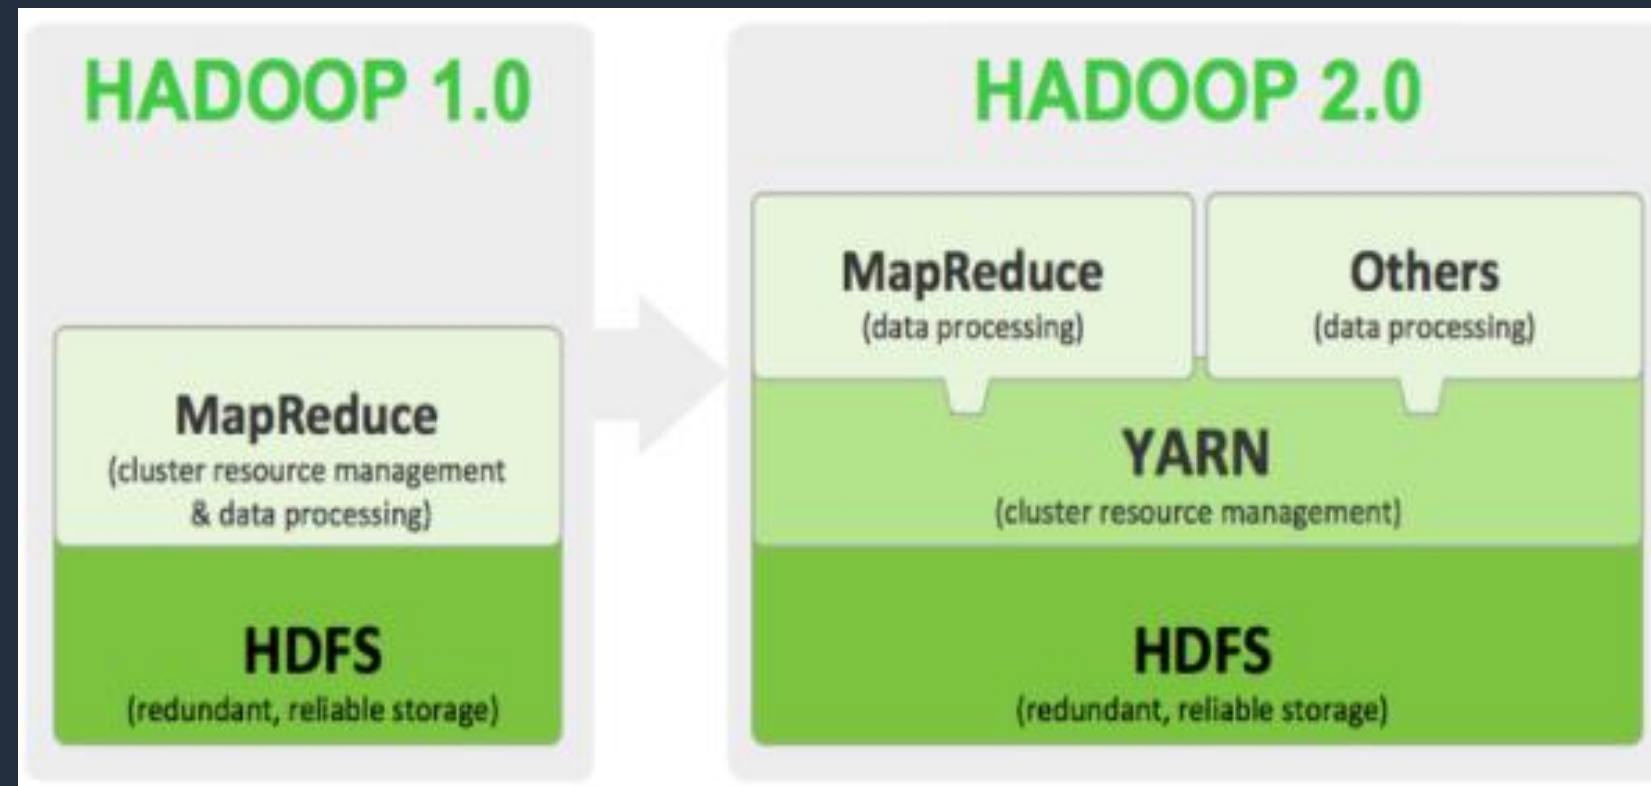 HADOOP 1.0
MapReduce
(cluster resource management
& data processing)
HDFS
(redundant, reliable storage)
HADOOP 2.0
MapReduce
(data processing)
Others
(data processing)
YARN
(cluster resource management)
HDFS
(redundant, reliable storage)